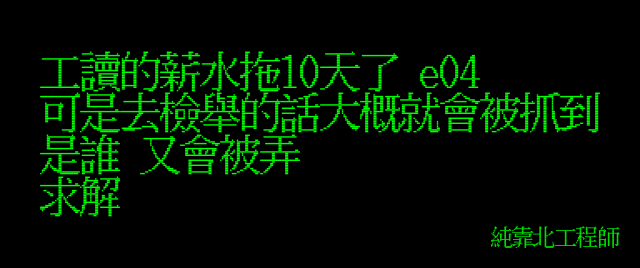 工讀的薪水拖10天了 e04
可是去檢舉的話大概就會被抓到
是誰 又會被弄
求解
純靠北工程師